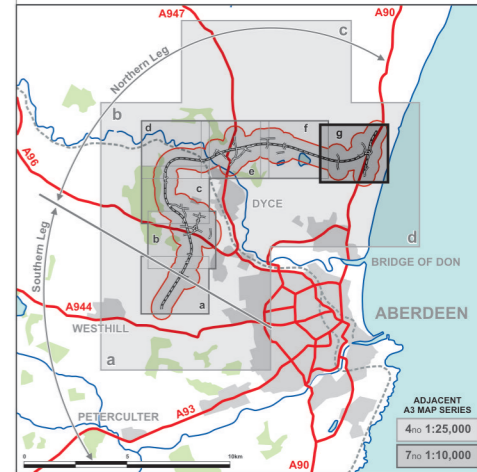 A947
A90
c
Northern Leg
b
d
f
g
A96
e
c
DYCE
b
d
Southern Leg
BRIDGE OF DON
a
A944
ABERDEEN
WESTHILL
a
ADJACENT
A3 MAP SERIES
PETERCULTER
A93
4no 1:25,000
7no 1:10,000
0 5 10km
A90